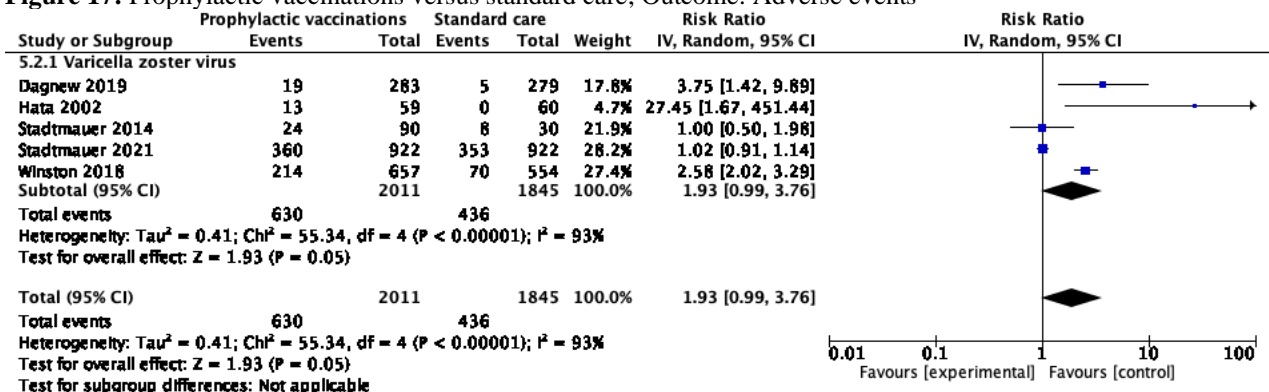 Figure 17. Prophylactic vaccinations versus standard care, Outcome: Adverse events
Prophylactic vaccinations Standard care Risk Ratio Risk Ratio
Study or Subgroup Events Total Events Total Weight IV, Random, 95% CI IV, Random, 95% CI
5.2.1 Varicella zoster virus
Dagnew 2019 19 283 5 279 17.8% 3.75 [1.42, 9.89]
Hata 2002 13 59 0 60 4.7% 27.45 [1.67, 451.44]
Stadtmauer 2014 24 90 8 30 21.9% 1.00 [0.50, 1.98]
Stadtmauer 2021 360 922 353 922 28.2% 1.02 [0.91, 1.14]
Winston 2018 214 657 70 554 27.4% 2.58 [2.02, 3.29]
Subtotal (95% CI) 2011 1845 100.0% 1.93 [0.99, 3.76]
Total events 630 436
Heterogeneity: Tau² = 0.41; Chi² = 55.34, df = 4 (P < 0.00001); I² = 93%
Test for overall effect: Z = 1.93 (P = 0.05)
Total (95% CI) 2011 1845 100.0% 1.93 [0.99, 3.76]
Total events 630 436
Heterogeneity: Tau² = 0.41; Chi² = 55.34, df = 4 (P < 0.00001); I² = 93%
Test for overall effect: Z = 1.93 (P = 0.05)
Test for subgroup differences: Not applicable
0.01 0.1 1 10 100
Favours [experimental] Favours [control]